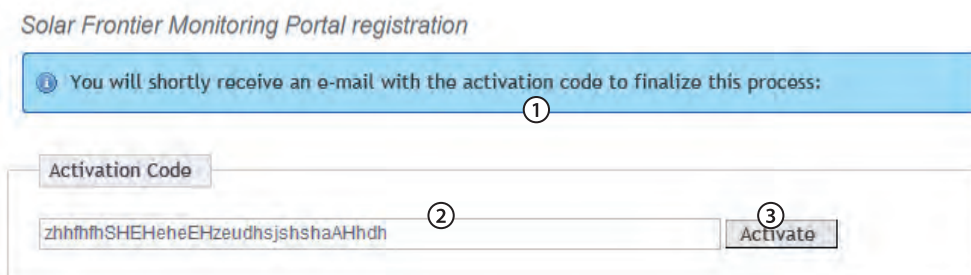 Solar Frontier Monitoring Portal registration
You will shortly receive an e-mail with the activation code to finalize this process:
1
Activation Code
2
3
zhhfhfhSHEHeheEHzeudhsjshshaAHhdh
Activate